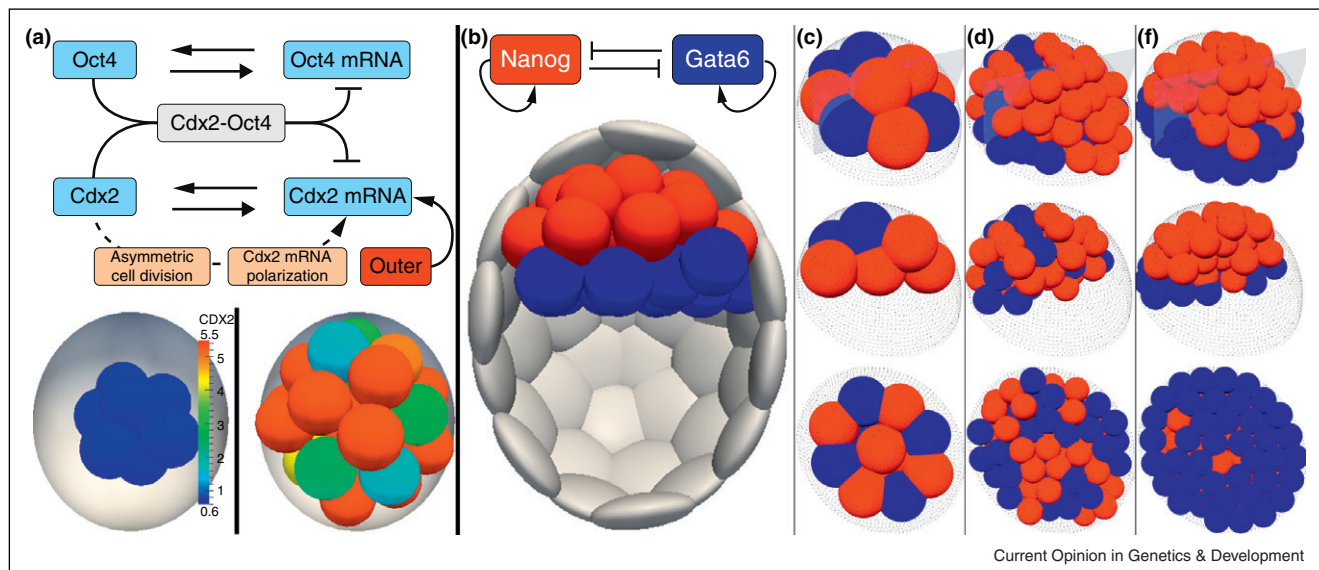 (a)
Oct4
Oct4 mRNA
Cdx2-Oct4
Cdx2
Cdx2 mRNA
Asymmetric
cell division
Cdx2 mRNA
polarization
Outer
CDX2
5.5
5
4
3
2
1
0.6
(b)
Nanog
Gata6
(c)
(d)
(f)
Current Opinion in Genetics & Development